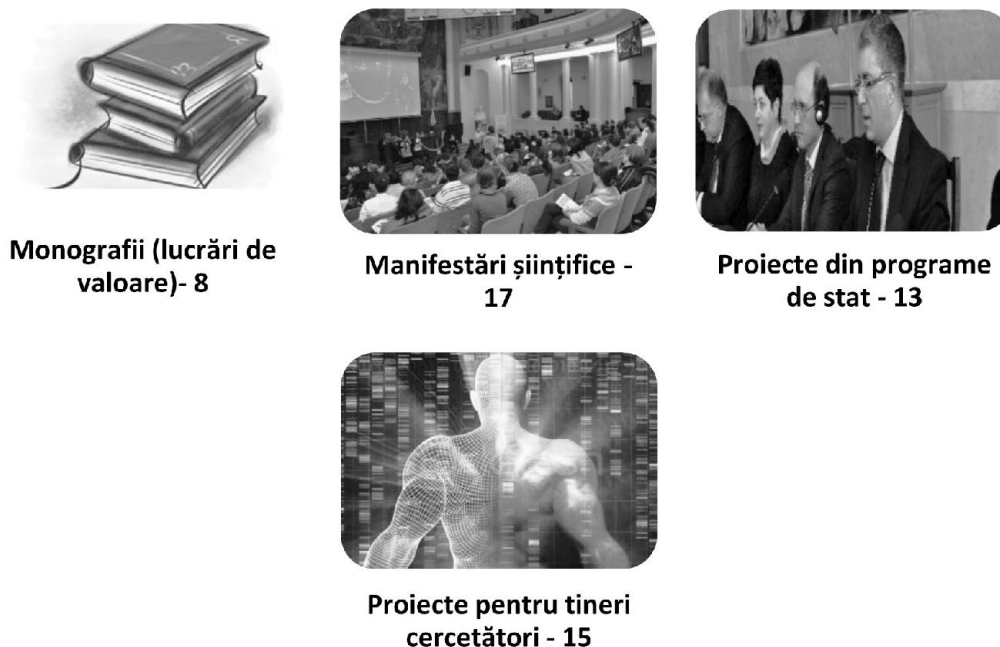 Monografii (lucrări de
valoare)- 8
Manifestări șiințifice -
17
Proiecte din programe
de stat - 13
Proiecte pentru tineri
cercetători - 15